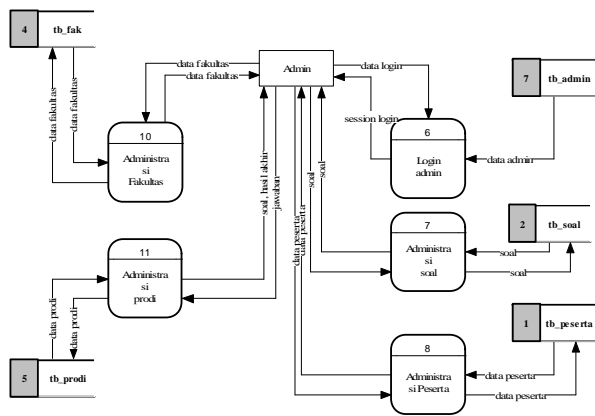 4
tb_fak
data fakultas
data fakultas
Admin
data login
7
tb_admin
data fakultas
data fakultas
session login
10
Administra
si
Fakultas
6
Login
admin
data admin
soal, hasil akhir
jawaban
soal
soal
7
Administra
si
soal
2
tb_soal
soal
soal
11
Administra
si
prodi
data peserta
data peserta
data prodi
data prodi
5
tb_prodi
1
tb_peserta
8
Administra
si Peserta
data peserta
data peserta